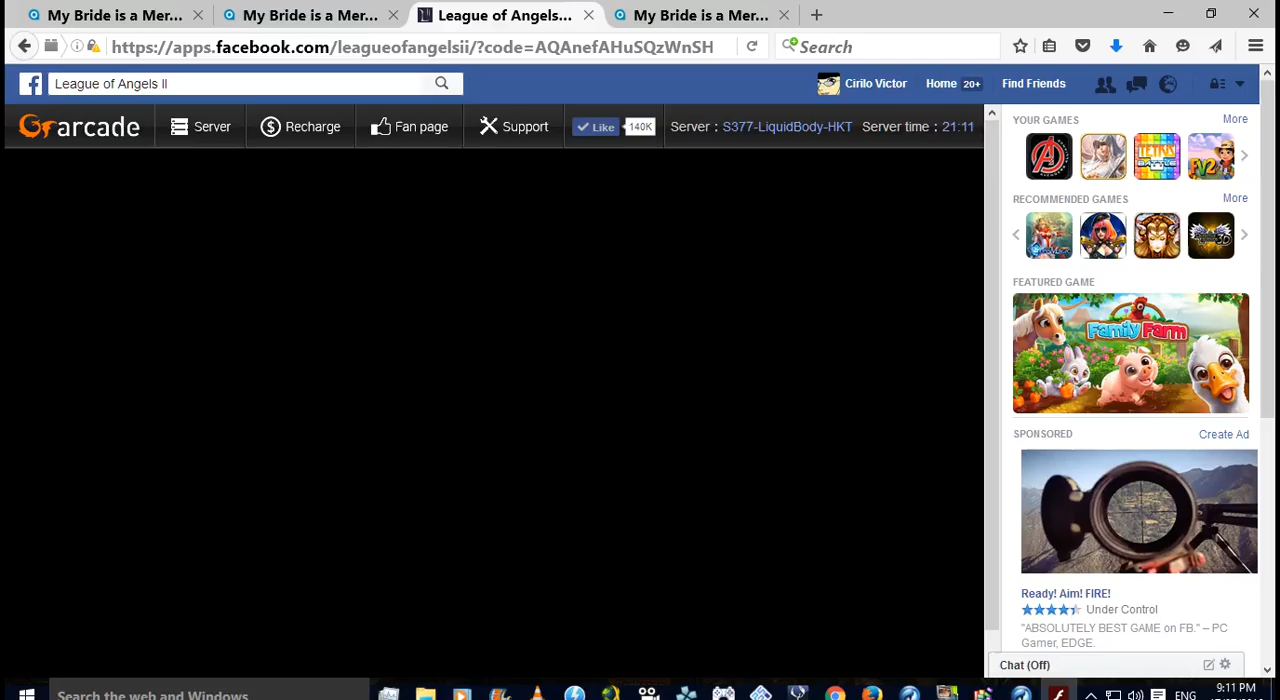 My Bride is a Mer...
My Bride is a Mer...
League of Angels...
My Bride is a Mer...
https://apps.facebook.com/leagueofangelsii/?code=AQAnefAHuSQzWnSH
Search
League of Angels II
Cirilo Victor
Home 20+
Find Friends
GTarcade
Server
Recharge
Fan page
Support
Like 140K
Server : S377-LiquidBody-HKT Server time : 21:11
YOUR GAMES
More
TETRIS
FV2
RECOMMENDED GAMES
More
FEATURED GAME
Family Farm
SPONSORED
Create Ad
Ready! Aim! FIRE!
Under Control
"ABSOLUTELY BEST GAME on FB." – PC
Gamer, EDGE.
Chat (Off)
Search the web and Windows
ENG
9:11 PM